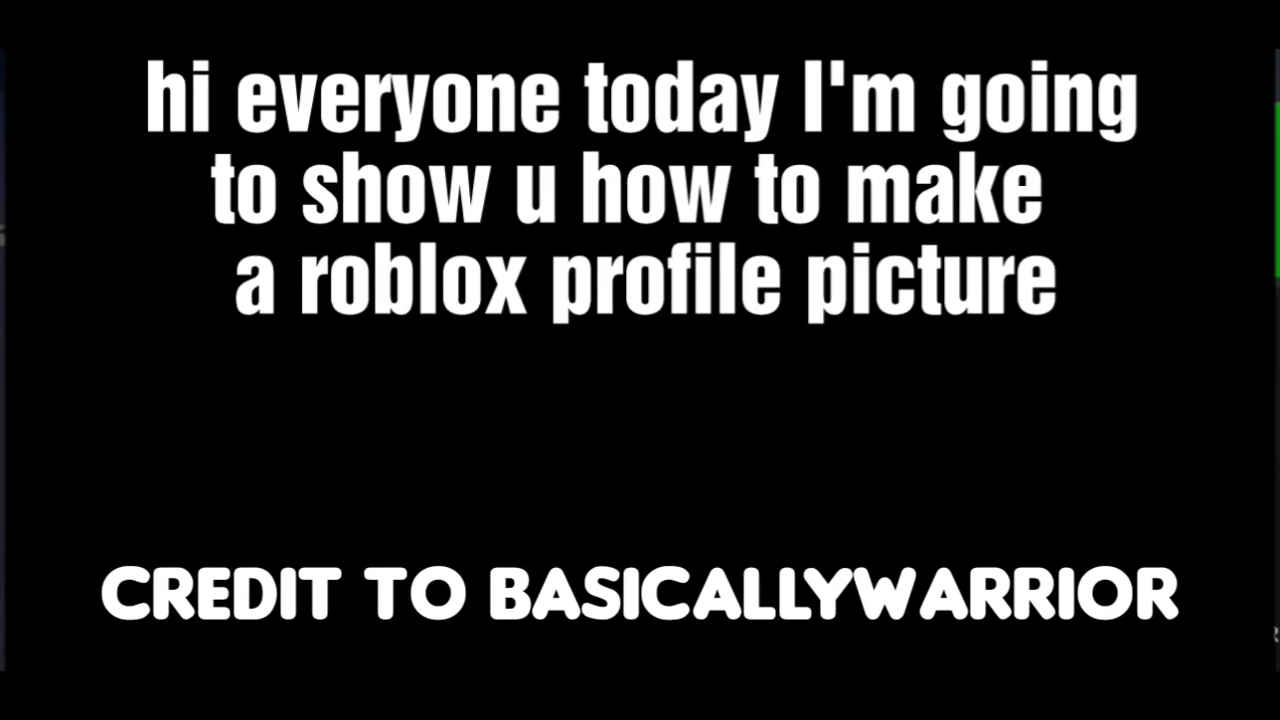 hi everyone today I'm going
to show u how to make
a roblox profile picture
CREDIT TO BASICALLYWARRIOR